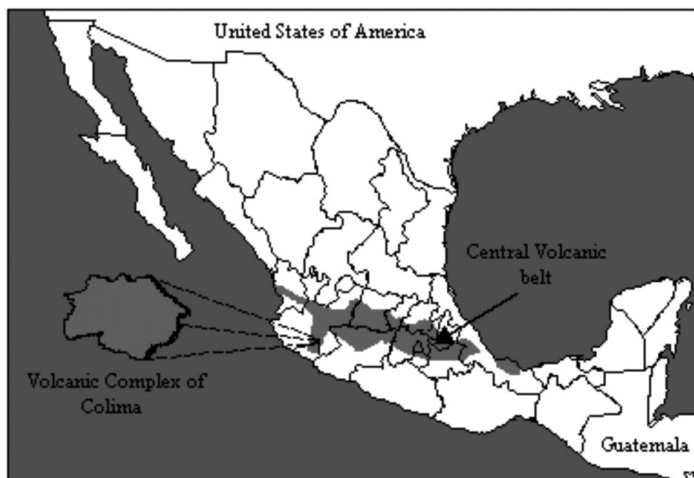 United States of America
Central Volcanic
belt
Volcanic Complex of
Colima
Guatemala